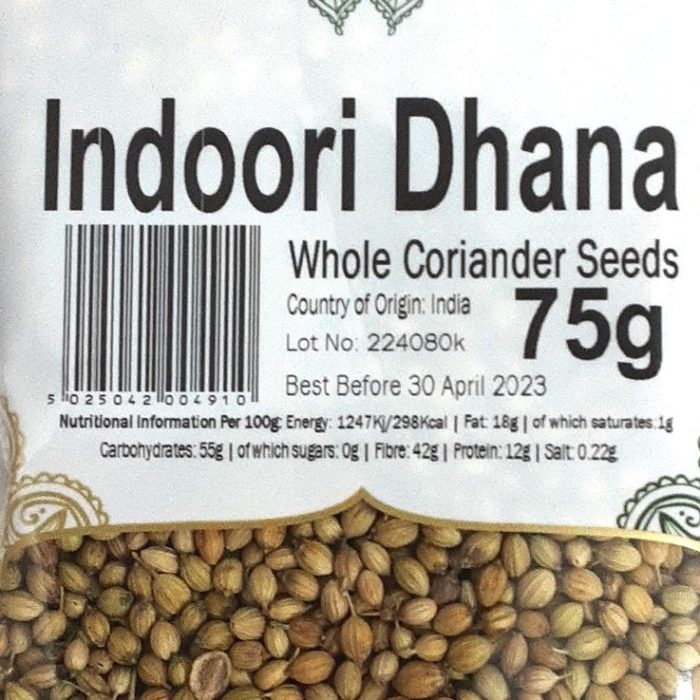 Indoori Dhana
Whole Coriander Seeds
Country of Origin: India
75g
Lot No: 224080k
Best Before 30 April 2023
5 025042 004910
Nutritional Information Per 100g: Energy: 1247Kj/298Kcal | Fat: 18g | of which saturates: 1g
Carbohydrates: 55g | of which sugars: 0g | Fibre: 42g | Protein: 12g | Salt: 0.22g